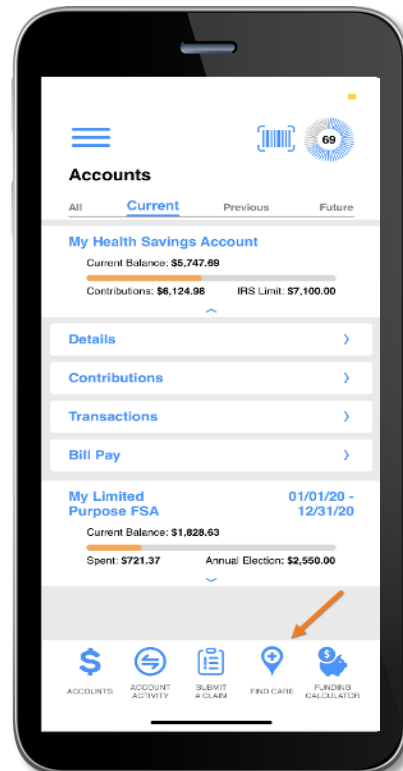 69
Accounts
All Current Previous Future
My Health Savings Account
Current Balance: $5,747.69
Contributions: $6,124.98 IRS Limit: $7,100.00
Details
Contributions
Transactions
Bill Pay
My Limited 01/01/20 -
Purpose FSA 12/31/20
Current Balance: $1,828.63
Spent: $721.37 Annual Election: $2,550.00
ACCOUNTS ACCOUNT SUBMIT FIND CARE FUNDING
ACTIVITY A CLAIM CALCULATOR